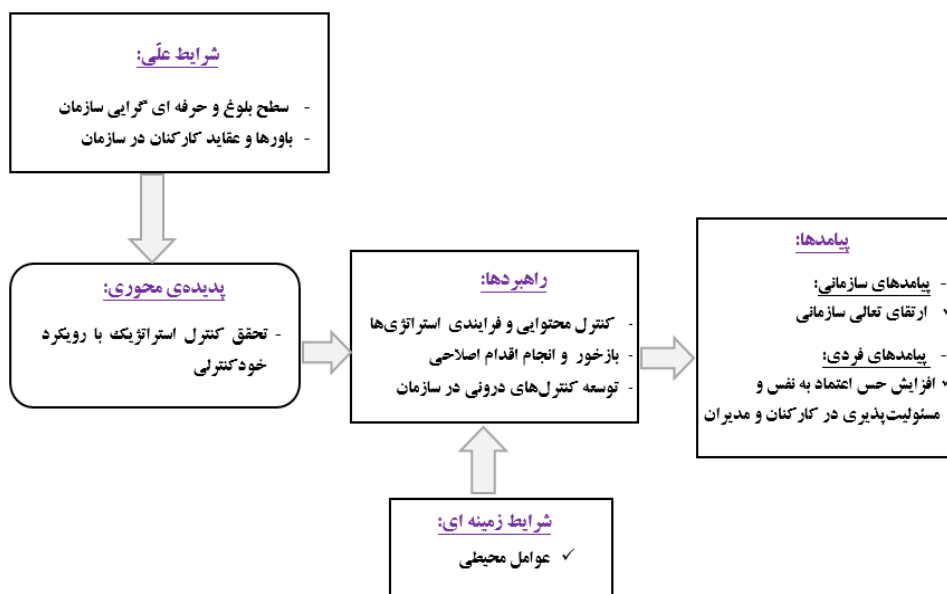 شرایط علّی:
- سطح بلوغ و حرفه ای گرایی سازمان
- باورها و عقاید کارکنان در سازمان
پدیده‌ی محوری:
- تحقق کنترل استراتژیک با رویکرد
خودکنترلی
راهبردها:
- کنترل محتوایی و فرایندی استراتژی‌ها
- بازخور و انجام اقدام اصلاحی
- توسعه کنترل‌های درونی در سازمان
شرایط زمینه ای:
✓ عوامل محیطی
پیامدها:
- پیامدهای سازمانی:
✓ ارتقای تعالی سازمانی
- پیامدهای فردی:
✓ افزایش حس اعتماد به نفس و
مسئولیت‌پذیری در کارکنان و مدیران